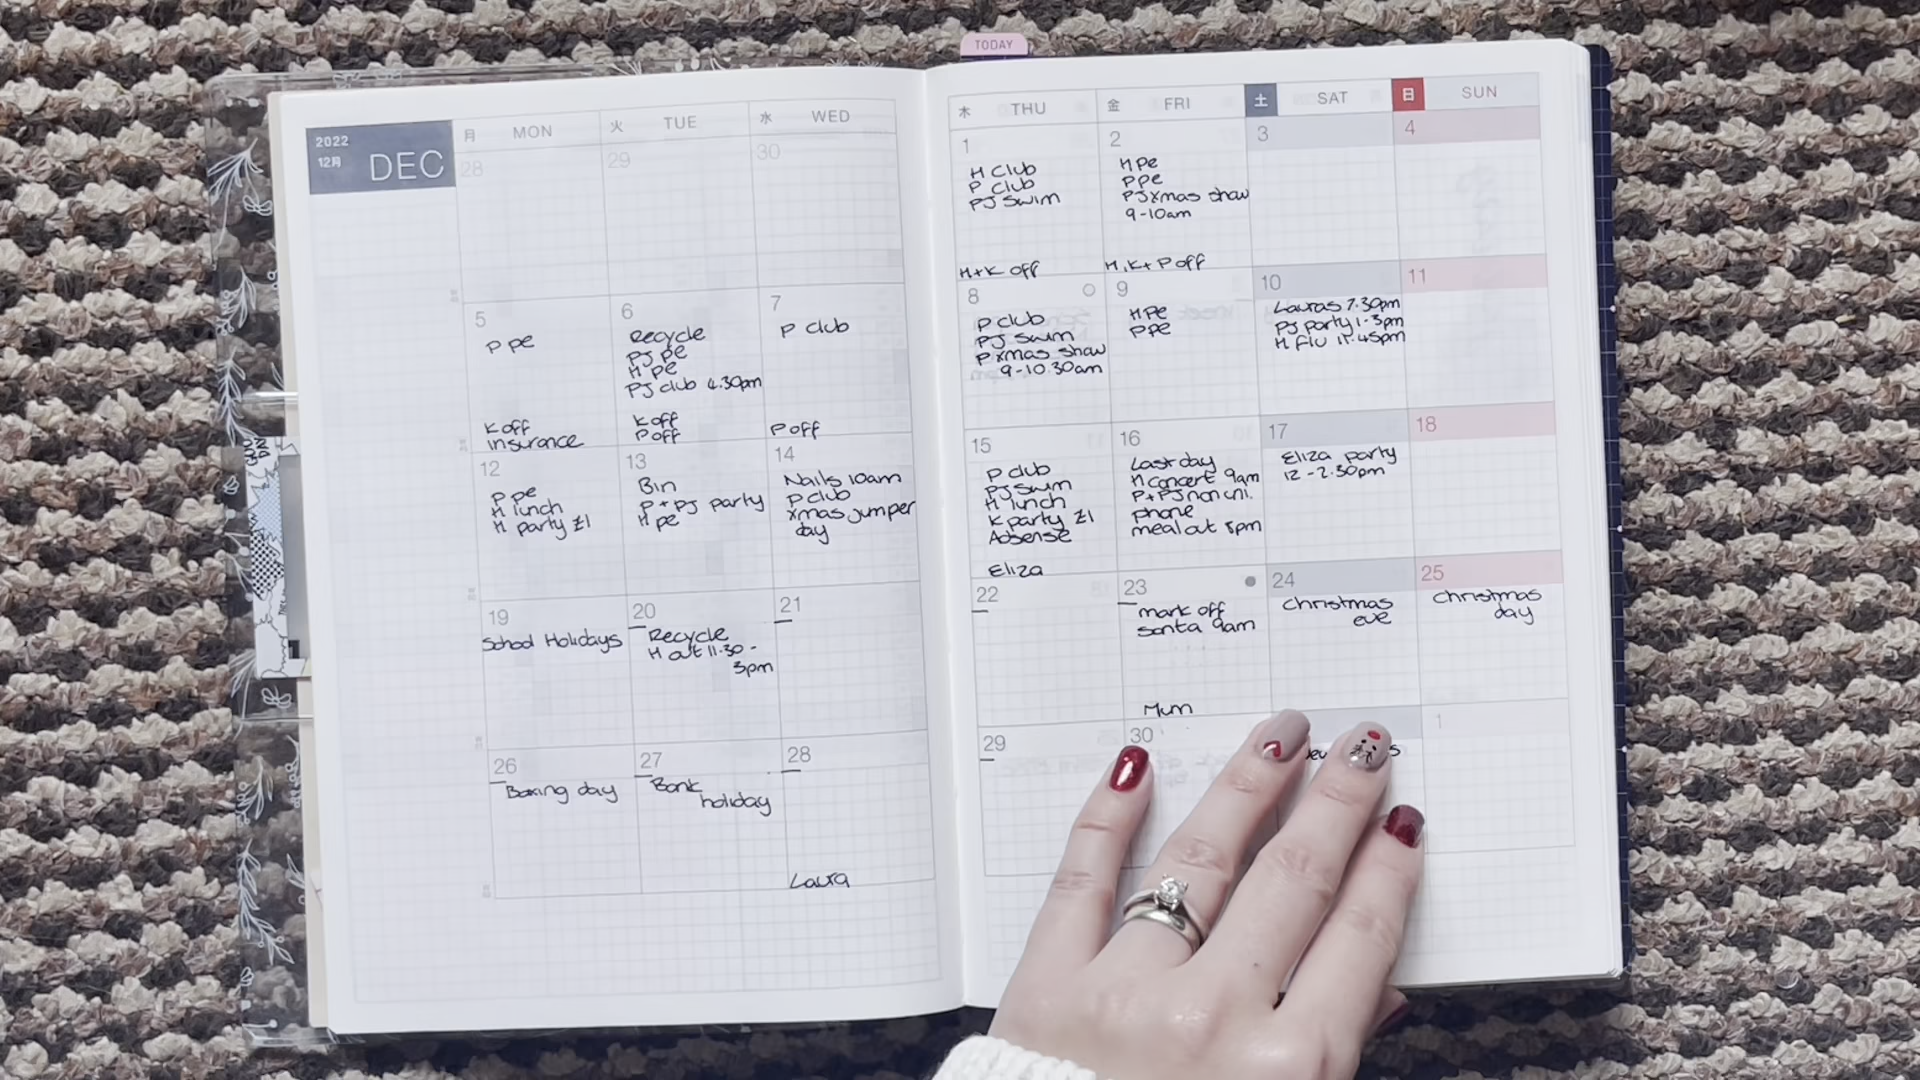 TODAY
2022
12月
DEC
月 MON
火 TUE
水 WED
木 THU
金 FRI
土 SAT
日 SUN
28
29
30
1
H club
P club
PJ swim
H+K off
2
H pe
P pe
PJ xmas show
9-10am
H, K + P off
3
4
5
P pe
K off
insurance
6
Recycle
PJ pe
H pe
PJ club 4.30pm
K off
P off
7
P club
P off
8
P club
PJ swim
P xmas show
9-10.30am
9
H pe
P pe
10
Lauras 7.30pm
PJ party 1-3pm
H flu 11.45pm
11
12
P pe
H lunch
H party £1
13
Bin
P + PJ party
H pe
14
Nails 10am
P club
xmas jumper
day
15
P club
PJ swim
H lunch
K party £1
Adsense
Eliza
16
Last day
H concert 9am
P+PJ non uni.
phone
meal out 5pm
17
Eliza party
12-2.30pm
18
19
School Holidays
20
Recycle
H out 11.30 -
3pm
21
22
23
mark off
santa 9am
Mum
24
Christmas
eve
25
Christmas
day
26
Boxing day
27
Bank
holiday
28
Laura
29
30
1